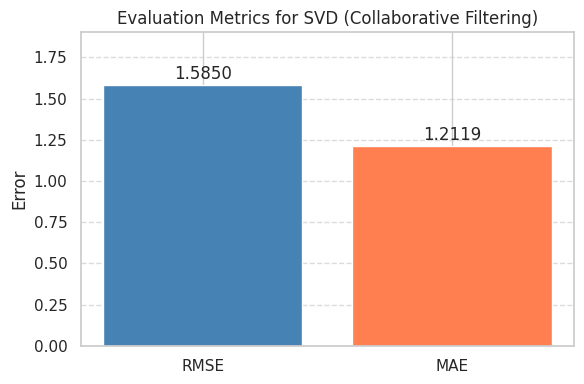 Evaluation Metrics for SVD (Collaborative Filtering)
1.75
1.50
1.25
1.00
0.75
0.50
0.25
0.00
Error
1.5850
1.2119
RMSE
MAE